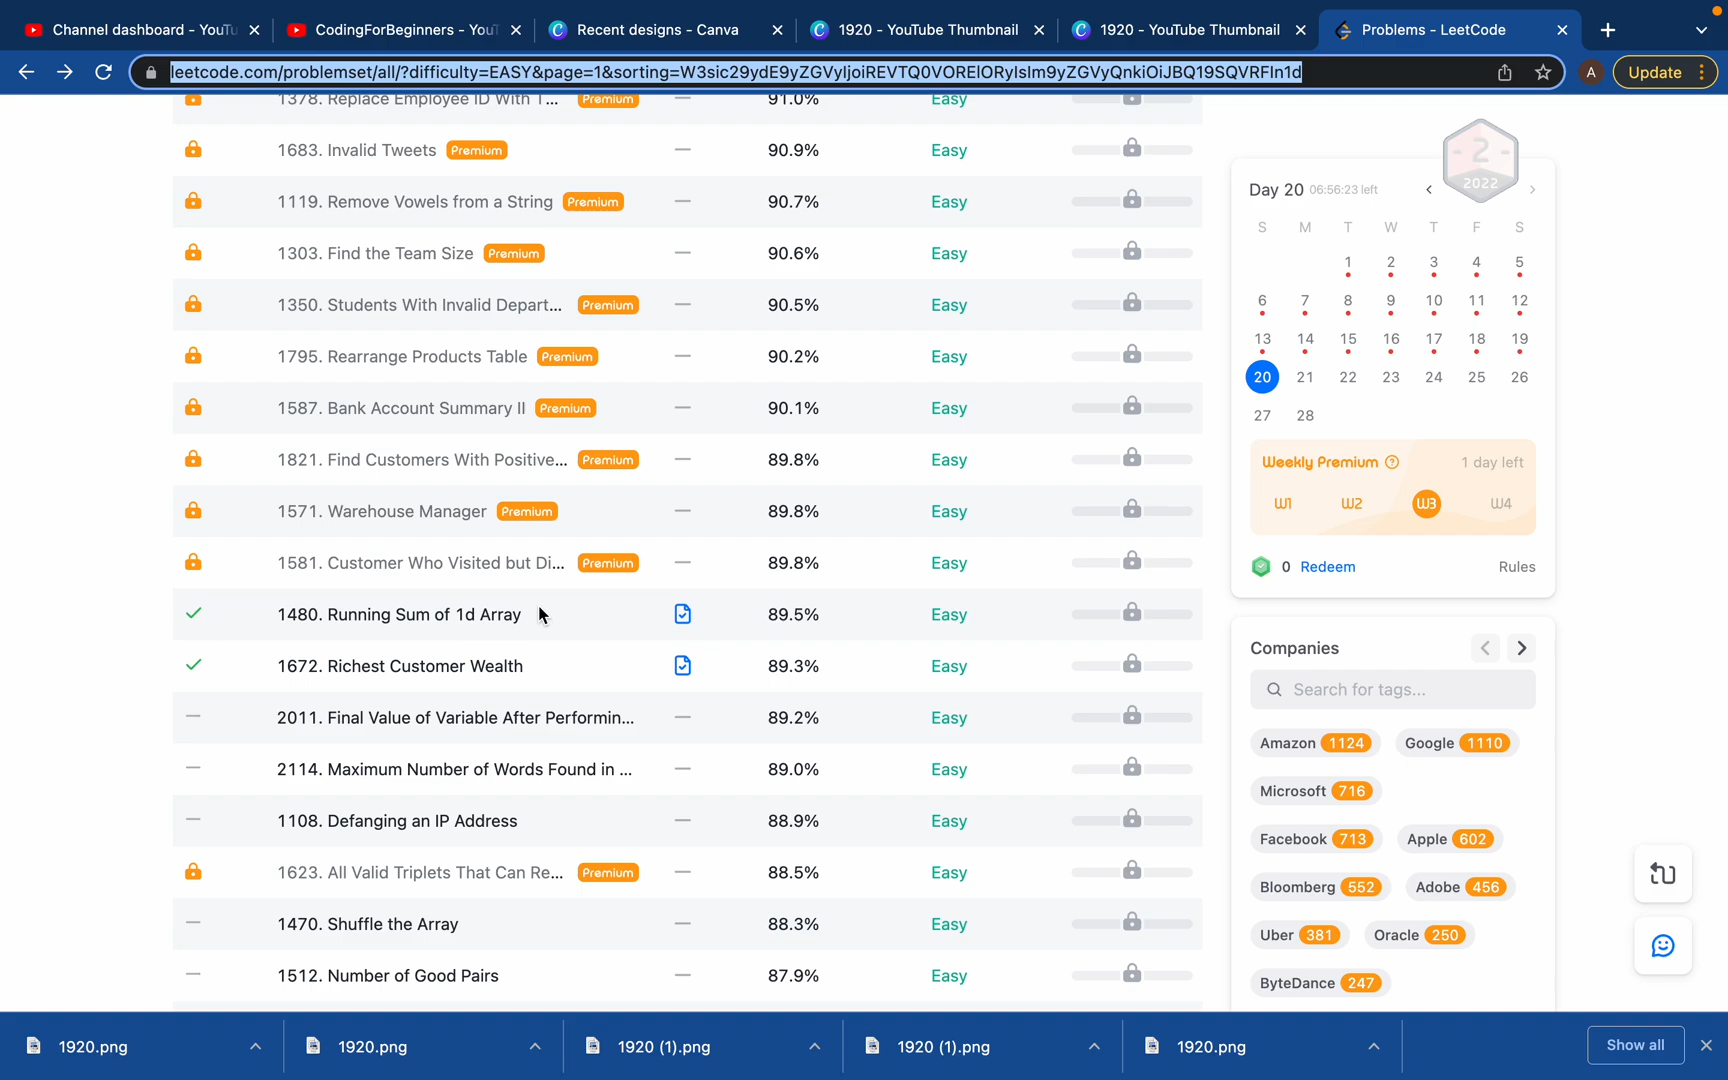 Channel dashboard - YouTu
CodingForBeginners - YouT
Recent designs - Canva
1920 - YouTube Thumbnail
1920 - YouTube Thumbnail
Problems - LeetCode
leetcode.com/problemset/all/?difficulty=EASY&page=1&sorting=W3sic29ydE9yZGVyIjoiREVTQ0VORElORyIsIm9yZGVyQnkiOiJBQ19SQVRFIn1d
A
Update
1378. Replace Employee ID With T... Premium — 91.0% Easy
1683. Invalid Tweets Premium — 90.9% Easy
1119. Remove Vowels from a String Premium — 90.7% Easy
1303. Find the Team Size Premium — 90.6% Easy
1350. Students With Invalid Depart... Premium — 90.5% Easy
1795. Rearrange Products Table Premium — 90.2% Easy
1587. Bank Account Summary II Premium — 90.1% Easy
1821. Find Customers With Positive... Premium — 89.8% Easy
1571. Warehouse Manager Premium — 89.8% Easy
1581. Customer Who Visited but Di... Premium — 89.8% Easy
1480. Running Sum of 1d Array 89.5% Easy
1672. Richest Customer Wealth 89.3% Easy
2011. Final Value of Variable After Performin... — 89.2% Easy
2114. Maximum Number of Words Found in ... — 89.0% Easy
1108. Defanging an IP Address — 88.9% Easy
1623. All Valid Triplets That Can Re... Premium — 88.5% Easy
1470. Shuffle the Array — 88.3% Easy
1512. Number of Good Pairs — 87.9% Easy
- 2 -
2022
Day 20 06:56:23 left
S M T W T F S
1 2 3 4 5
6 7 8 9 10 11 12
13 14 15 16 17 18 19
20 21 22 23 24 25 26
27 28
Weekly Premium 1 day left
W1 W2 W3 W4
0 Redeem Rules
Companies
Search for tags...
Amazon 1124 Google 1110
Microsoft 716
Facebook 713 Apple 602
Bloomberg 552 Adobe 456
Uber 381 Oracle 250
ByteDance 247
1920.png
1920.png
1920 (1).png
1920 (1).png
1920.png
Show all